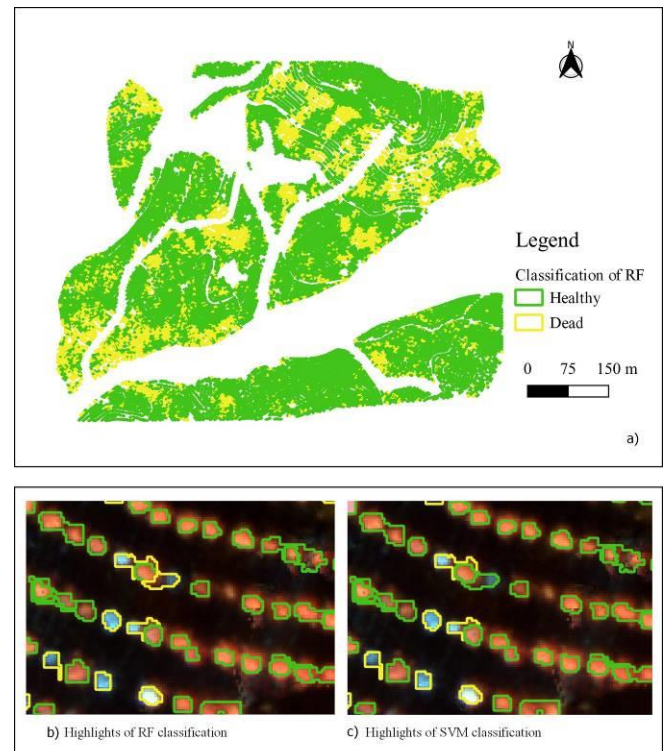 N
Legend
Classification of RF
Healthy
Dead
0 75 150 m
a)
b) Highlights of RF classification
c) Highlights of SVM classification